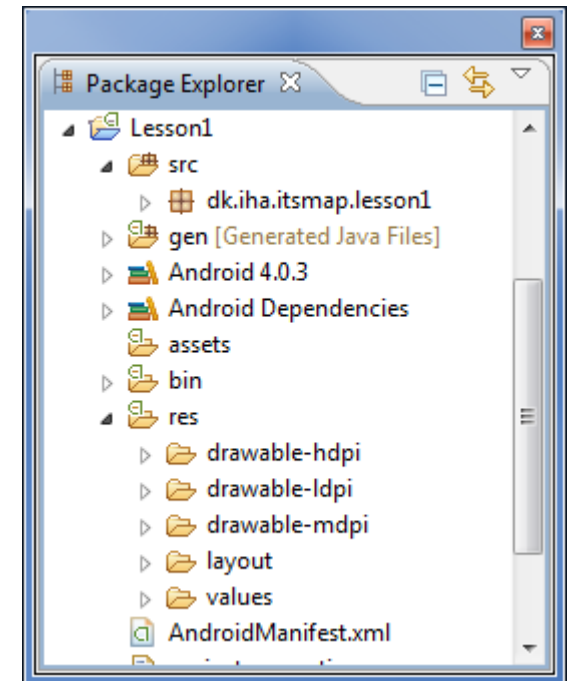 Package Explorer
Lesson1
src
dk.iha.itsmap.lesson1
gen [Generated Java Files]
Android 4.0.3
Android Dependencies
assets
bin
res
drawable-hdpi
drawable-ldpi
drawable-mdpi
layout
values
AndroidManifest.xml